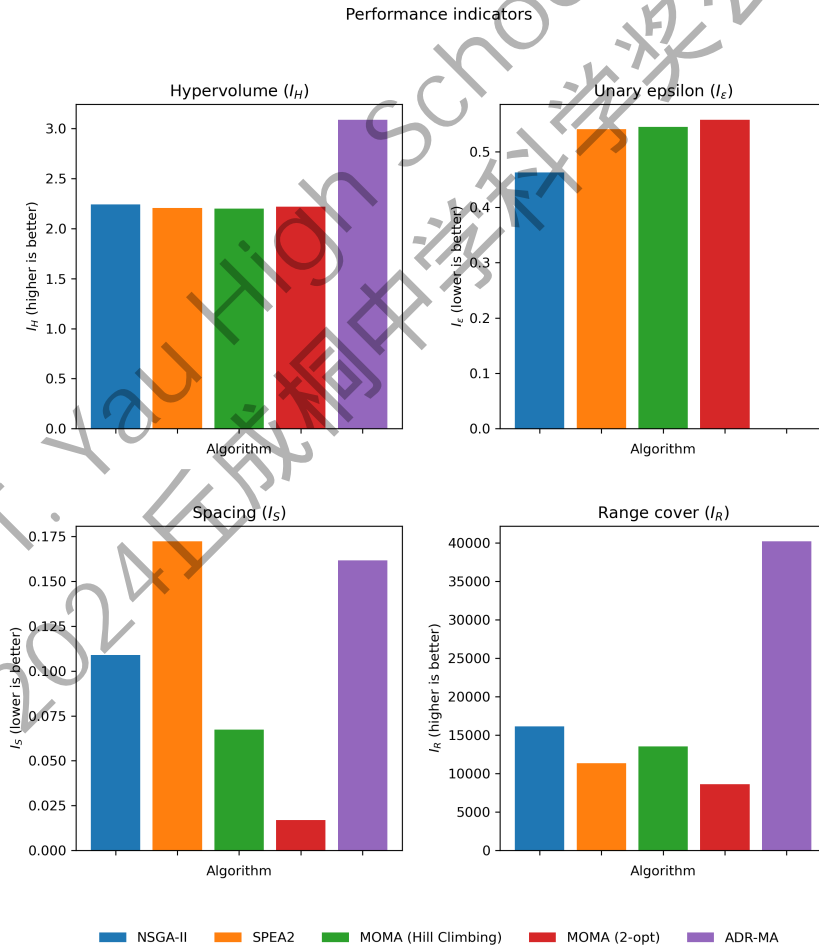 Performance indicators
Hypervolume (I_H)
I_H (higher is better)
3.0
2.5
2.0
1.5
1.0
0.5
0.0
Algorithm
Unary epsilon (I_ε)
I_ε (lower is better)
0.5
0.4
0.3
0.2
0.1
0.0
Algorithm
Spacing (I_S)
I_S (lower is better)
0.175
0.150
0.125
0.100
0.075
0.050
0.025
0.000
Algorithm
Range cover (I_R)
I_R (higher is better)
40000
35000
30000
25000
20000
15000
10000
5000
0
Algorithm
NSGA-II SPEA2 MOMA (Hill Climbing) MOMA (2-opt) ADR-MA
T. Yau High Schoo
2024丘成桐中学科学奖